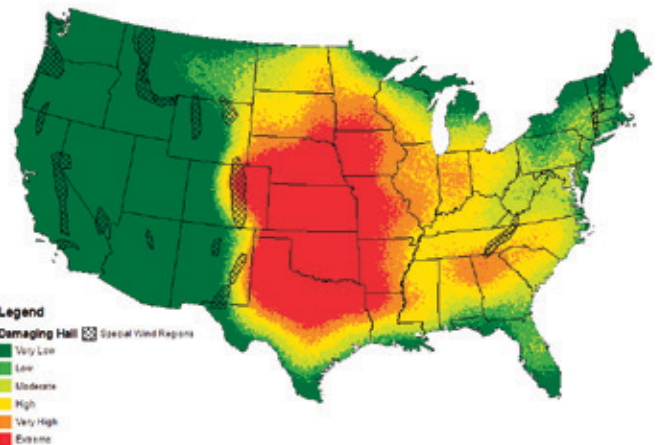 Legend
Damaging Hail Special Wind Regions
Very Low
Low
Moderate
High
Very High
Extreme